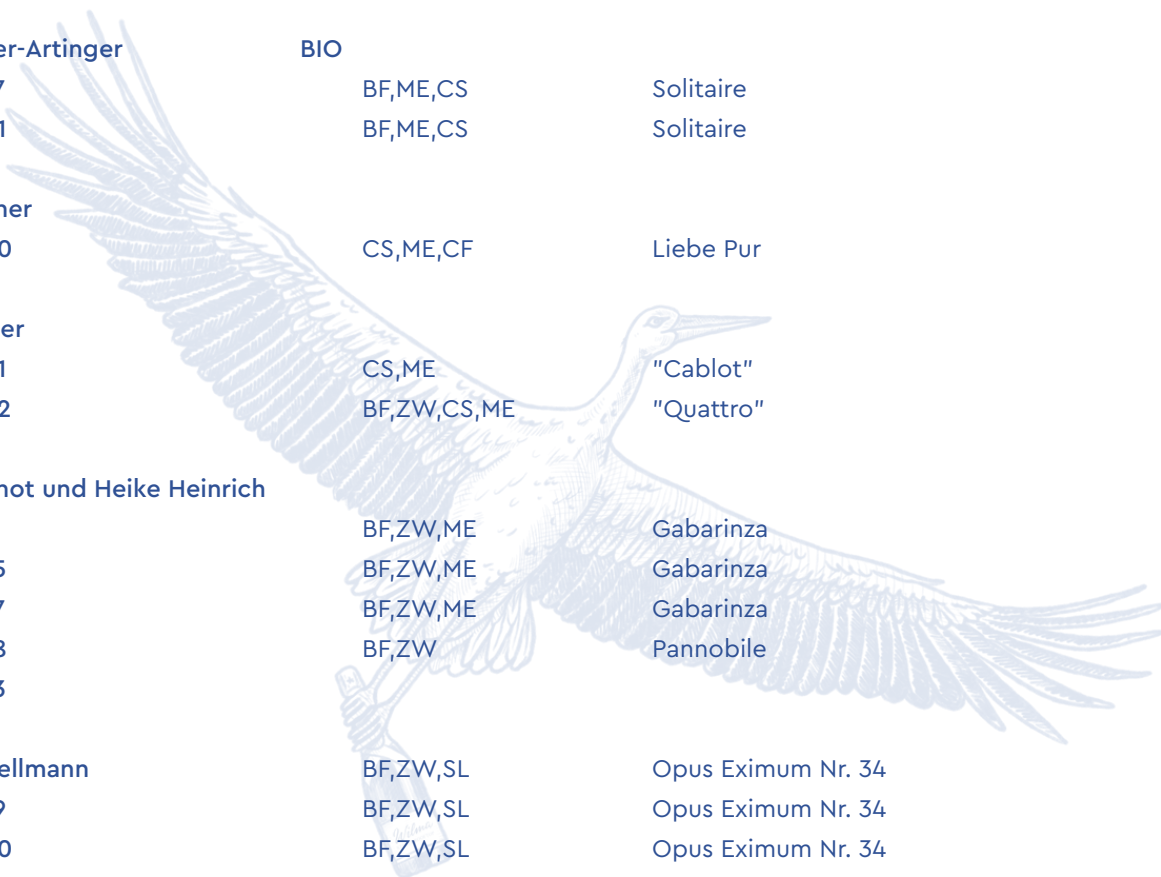 er-Artinger BIO
7 BF,ME,CS Solitaire
1 BF,ME,CS Solitaire
ner
0 CS,ME,CF Liebe Pur
er
1 CS,ME "Cablot"
2 BF,ZW,CS,ME "Quattro"
not und Heike Heinrich
BF,ZW,ME Gabarinza
5 BF,ZW,ME Gabarinza
7 BF,ZW,ME Gabarinza
3 BF,ZW Pannobile
3
ellmann BF,ZW,SL Opus Eximum Nr. 34
9 BF,ZW,SL Opus Eximum Nr. 34
0 BF,ZW,SL Opus Eximum Nr. 34